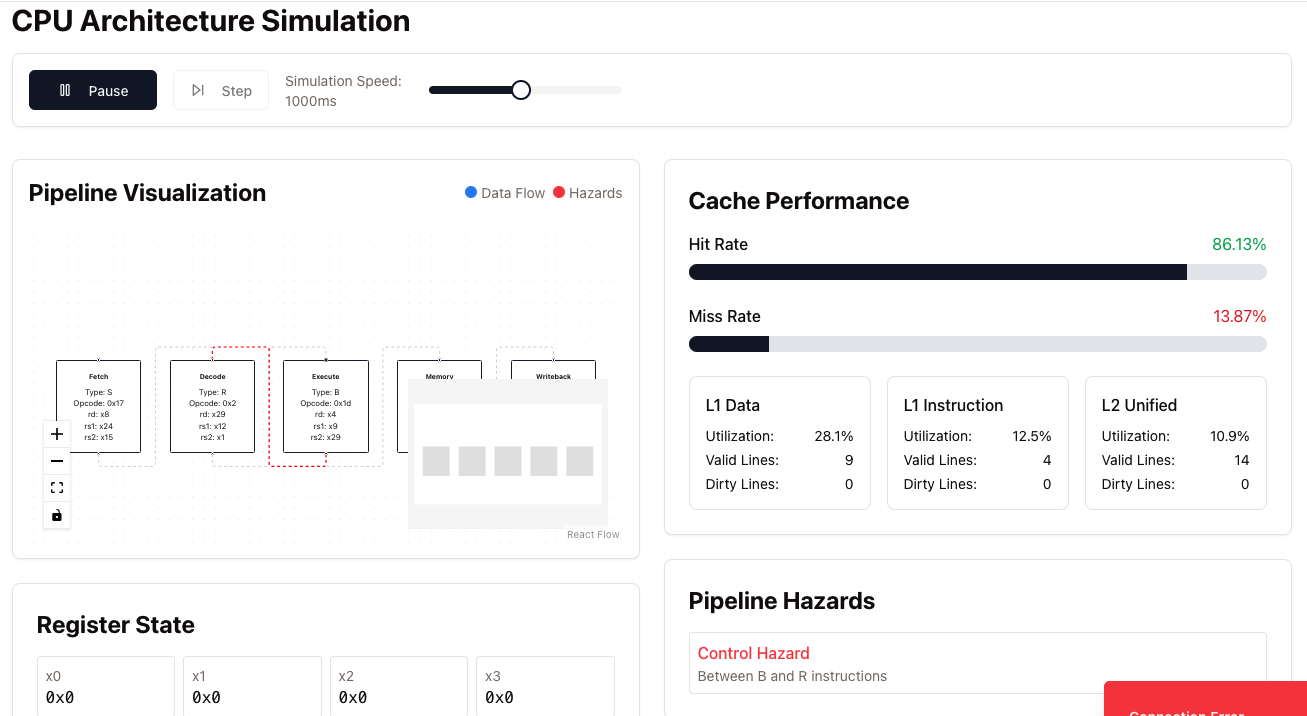 CPU Architecture Simulation
Pause
Step
Simulation Speed:
1000ms
Pipeline Visualization
Data Flow
Hazards
Fetch
Type: S
Opcode: 0x17
rd: x8
rs1: x24
rs2: x15
Decode
Type: R
Opcode: 0x2
rd: x29
rs1: x12
rs2: x1
Execute
Type: B
Opcode: 0x1d
rd: x4
rs1: x9
rs2: x29
Memory
Writeback
React Flow
Cache Performance
Hit Rate 86.13%
Miss Rate 13.87%
L1 Data
Utilization: 28.1%
Valid Lines: 9
Dirty Lines: 0
L1 Instruction
Utilization: 12.5%
Valid Lines: 4
Dirty Lines: 0
L2 Unified
Utilization: 10.9%
Valid Lines: 14
Dirty Lines: 0
Register State
x0
0x0
x1
0x0
x2
0x0
x3
0x0
Pipeline Hazards
Control Hazard
Between B and R instructions
Connection Error